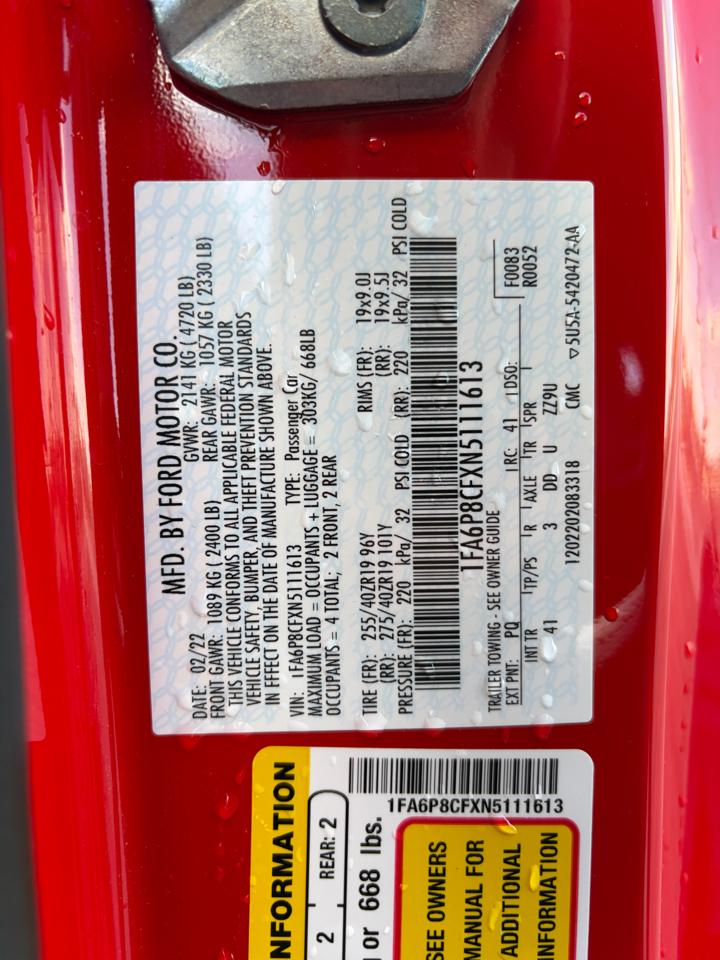 MFD. BY FORD MOTOR CO.
DATE: 02/22 GVWR: 2141 KG ( 4720 LB)
FRONT GAWR: 1089 KG ( 2400 LB) REAR GAWR: 1057 KG ( 2330 LB)
THIS VEHICLE CONFORMS TO ALL APPLICABLE FEDERAL MOTOR
VEHICLE SAFETY, BUMPER, AND THEFT PREVENTION STANDARDS
IN EFFECT ON THE DATE OF MANUFACTURE SHOWN ABOVE.
VIN: 1FA6P8CFXN5111613 TYPE: Passenger Car
MAXIMUM LOAD = OCCUPANTS + LUGGAGE = 303KG/ 668LB
OCCUPANTS = 4 TOTAL; 2 FRONT, 2 REAR
TIRE (FR): 255/40ZR19 96Y RIMS (FR): 19x9.0J
(RR): 275/40ZR19 101Y (RR): 19x9.5J
PRESSURE (FR): 220 kPa/ 32 PSI COLD (RR): 220 kPa/ 32 PSI COLD
1FA6P8CFXN5111613
TRAILER TOWING - SEE OWNER GUIDE F0083
EXT PNT: PQ RC: 41 DSO: R0052
INT TR TP/PS R AXLE TR SPR
41 3 DD U ZZ9U
1202202083318 CMC ▽5U5A-5420472-AA
NFORMATION
2 REAR: 2
or 668 lbs.
1FA6P8CFXN5111613
SEE OWNERS
MANUAL FOR
ADDITIONAL
INFORMATION